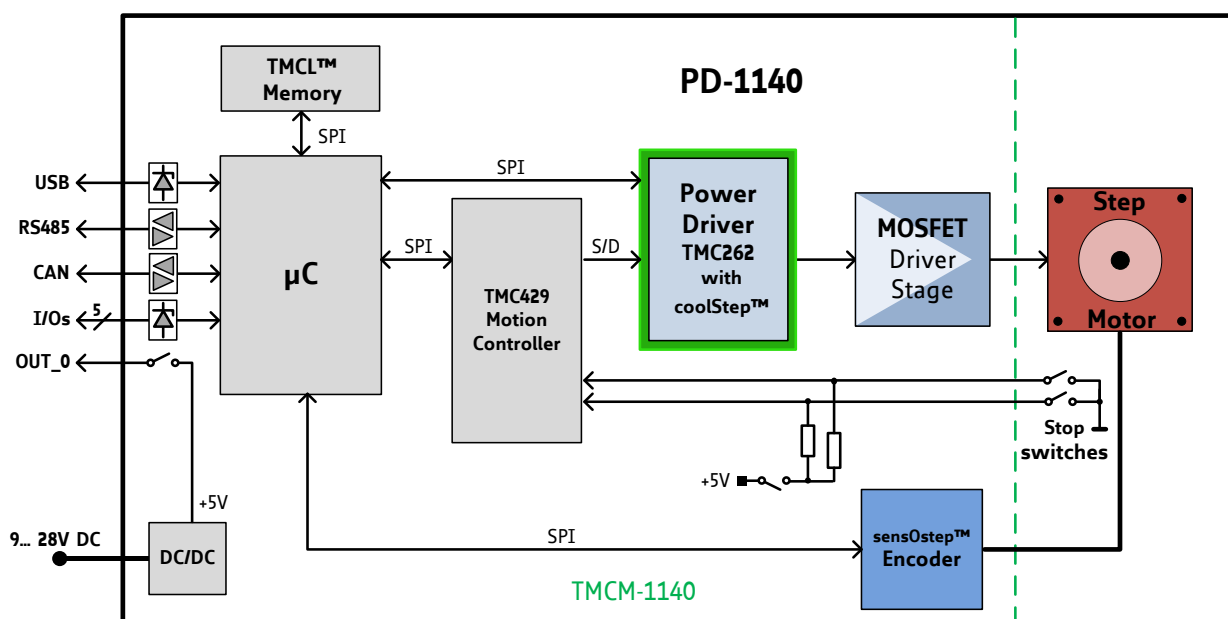 PD-1140
TMCL™
Memory
SPI
USB
RS485
CAN
I/Os
5
OUT_0
µC
SPI
SPI
TMC429
Motion
Controller
S/D
Power
Driver
TMC262
with
coolStep™
MOSFET
Driver
Stage
Step
Motor
Stop
switches
+5V
+5V
9... 28V DC
DC/DC
SPI
sensOstep™
Encoder
TMCM-1140